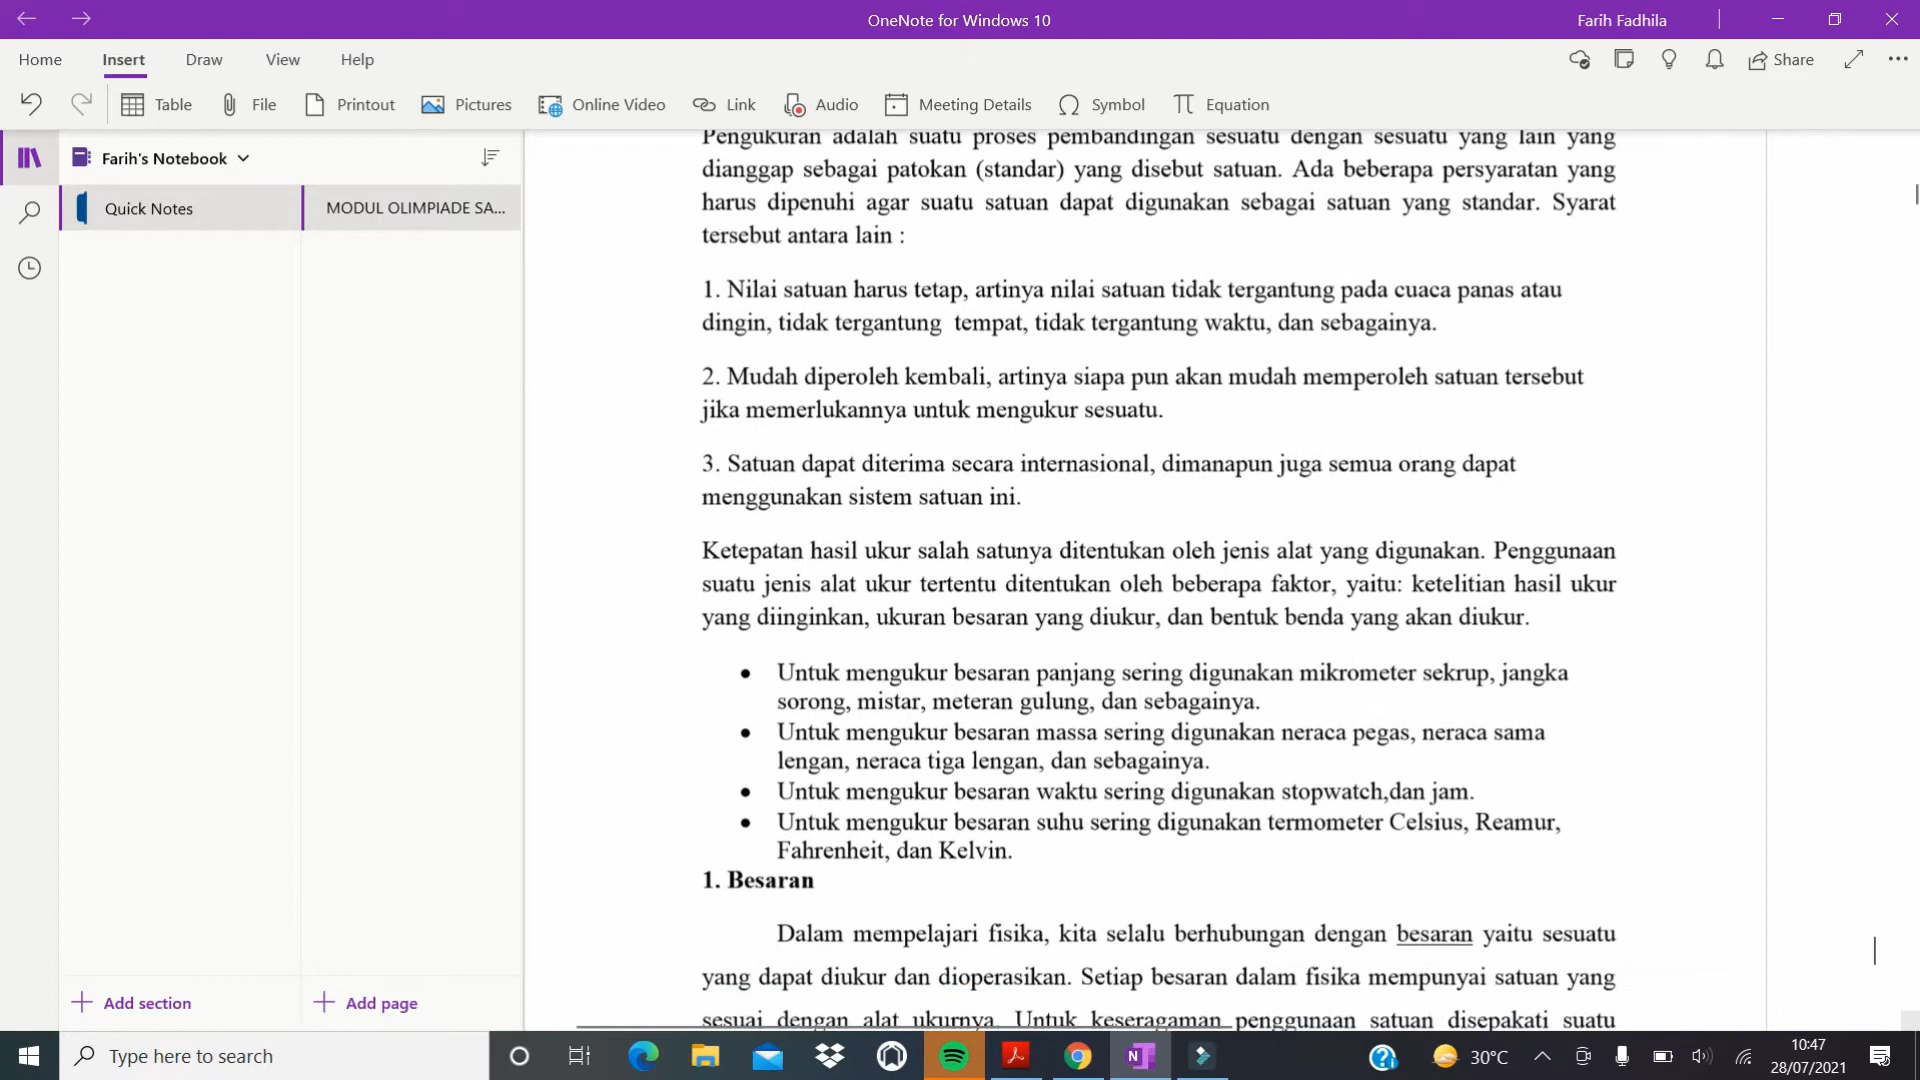 OneNote for Windows 10
Farih Fadhila
Home
Insert
Draw
View
Help
Share
Table
File
Printout
Pictures
Online Video
Link
Audio
Meeting Details
Symbol
Equation
Farih's Notebook
Quick Notes
MODUL OLIMPIADE SA...
Pengukuran adalah suatu proses pembandingan sesuatu dengan sesuatu yang lain yang
dianggap sebagai patokan (standar) yang disebut satuan. Ada beberapa persyaratan yang
harus dipenuhi agar suatu satuan dapat digunakan sebagai satuan yang standar. Syarat
tersebut antara lain :
1. Nilai satuan harus tetap, artinya nilai satuan tidak tergantung pada cuaca panas atau
dingin, tidak tergantung tempat, tidak tergantung waktu, dan sebagainya.
2. Mudah diperoleh kembali, artinya siapa pun akan mudah memperoleh satuan tersebut
jika memerlukannya untuk mengukur sesuatu.
3. Satuan dapat diterima secara internasional, dimanapun juga semua orang dapat
menggunakan sistem satuan ini.
Ketepatan hasil ukur salah satunya ditentukan oleh jenis alat yang digunakan. Penggunaan
suatu jenis alat ukur tertentu ditentukan oleh beberapa faktor, yaitu: ketelitian hasil ukur
yang diinginkan, ukuran besaran yang diukur, dan bentuk benda yang akan diukur.
• Untuk mengukur besaran panjang sering digunakan mikrometer sekrup, jangka
sorong, mistar, meteran gulung, dan sebagainya.
• Untuk mengukur besaran massa sering digunakan neraca pegas, neraca sama
lengan, neraca tiga lengan, dan sebagainya.
• Untuk mengukur besaran waktu sering digunakan stopwatch,dan jam.
• Untuk mengukur besaran suhu sering digunakan termometer Celsius, Reamur,
Fahrenheit, dan Kelvin.
1. Besaran
Dalam mempelajari fisika, kita selalu berhubungan dengan besaran yaitu sesuatu
yang dapat diukur dan dioperasikan. Setiap besaran dalam fisika mempunyai satuan yang
sesuai dengan alat ukurnya. Untuk keseragaman penggunaan satuan disepakati suatu
Add section
Add page
Type here to search
30°C
10:47
28/07/2021